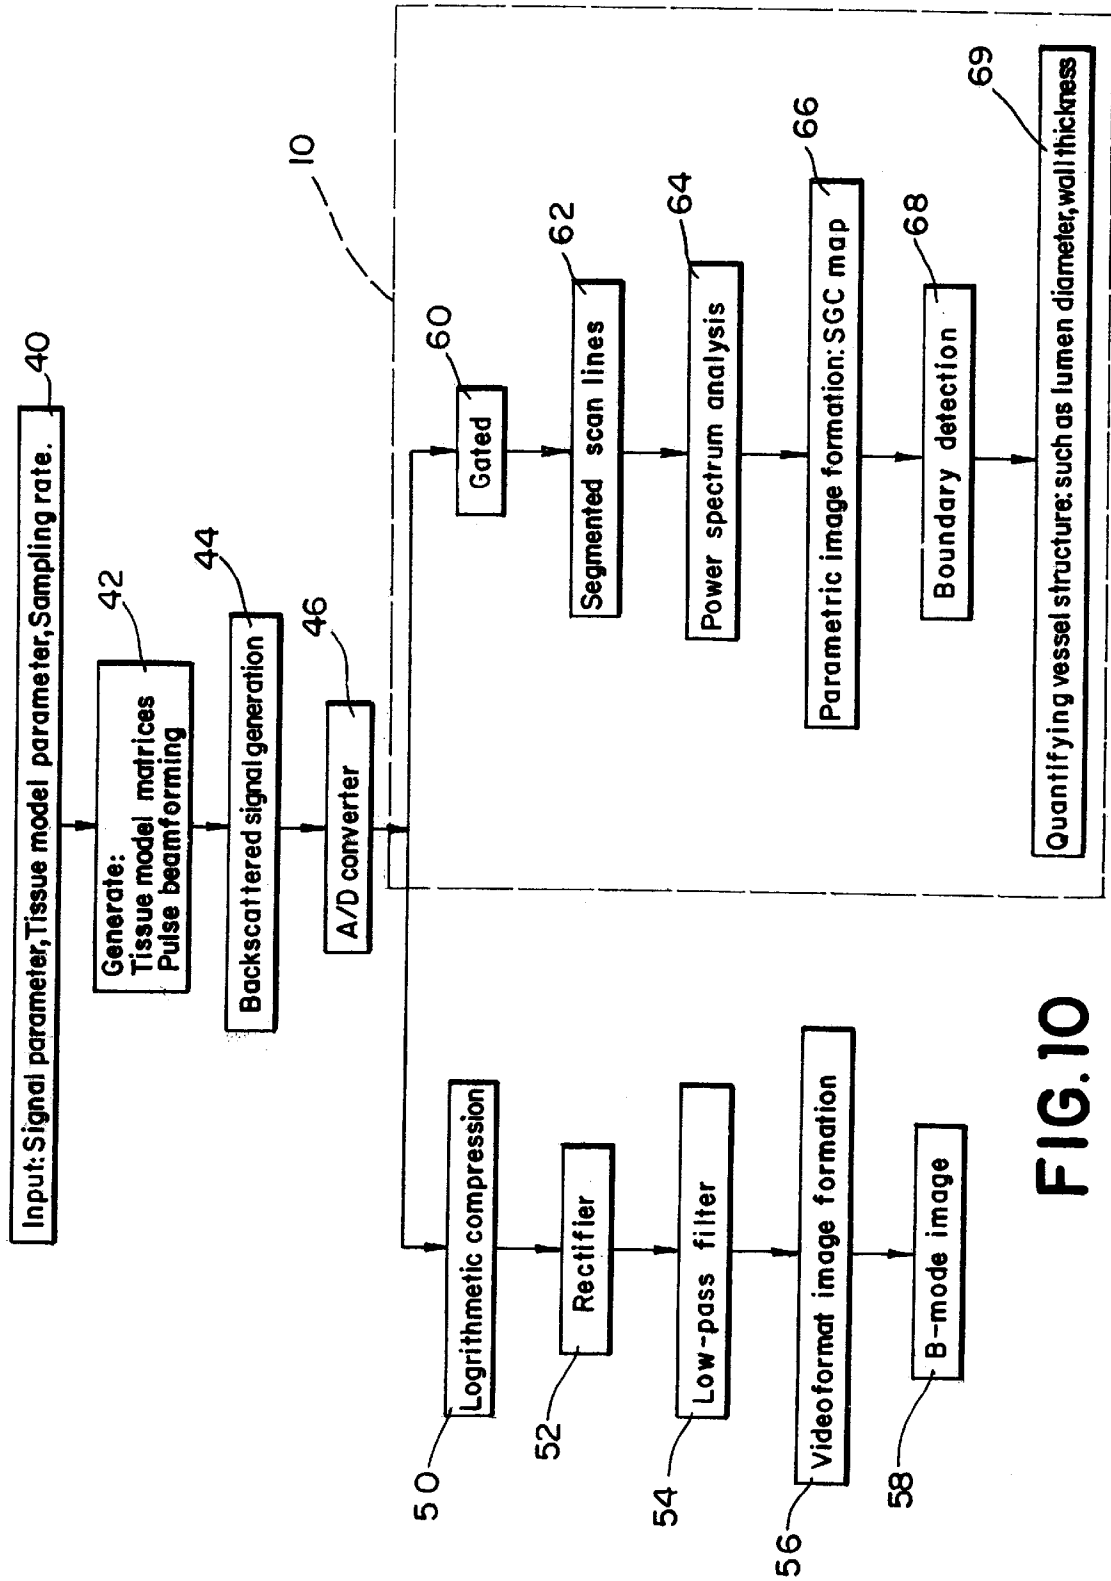 Input: Signal parameter, Tissue model parameter, Sampling rate.
40
Generate:
Tissue model matrices
Pulse beamforming
42
Backscattered signal generation
44
A/D converter
46
10
50
Logrithmetic compression
52
Rectifier
54
Low-pass filter
56
Videoformat image formation
58
B-mode image
Gated
60
Segmented scan lines
62
Power spectrum analysis
64
Parametric image formation: SGC map
66
Boundary detection
68
Quantifying vessel structure: such as lumen diameter, wall thickness
69
FIG.10